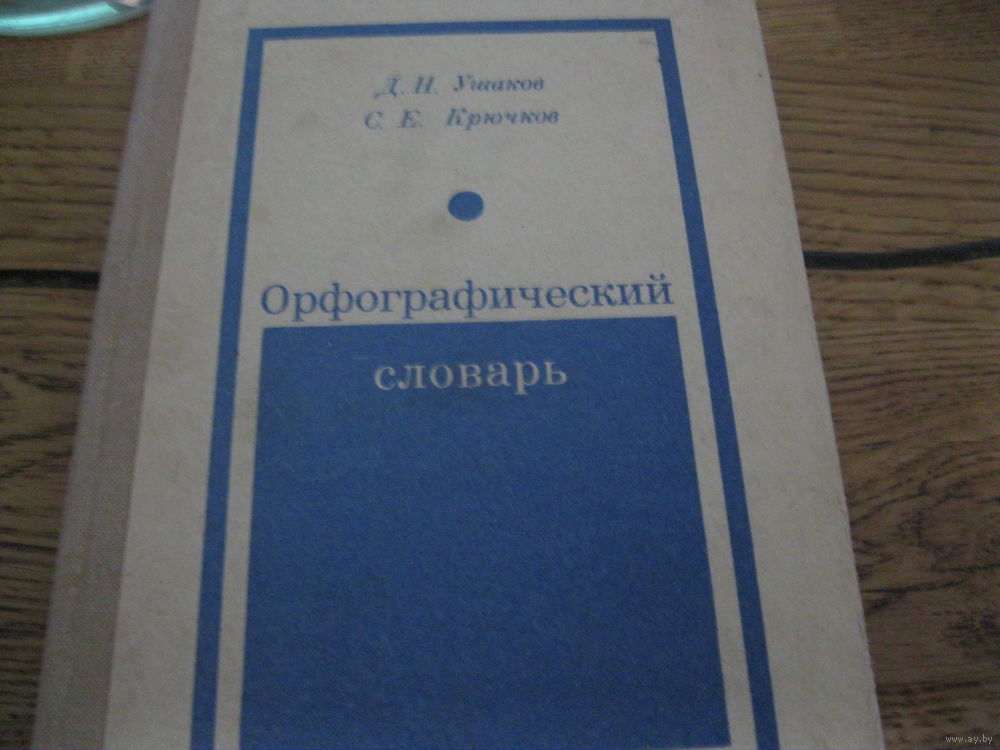 Д. Н. Ушаков
С. Е. Крючков
Орфографический
словарь
www.ay.by